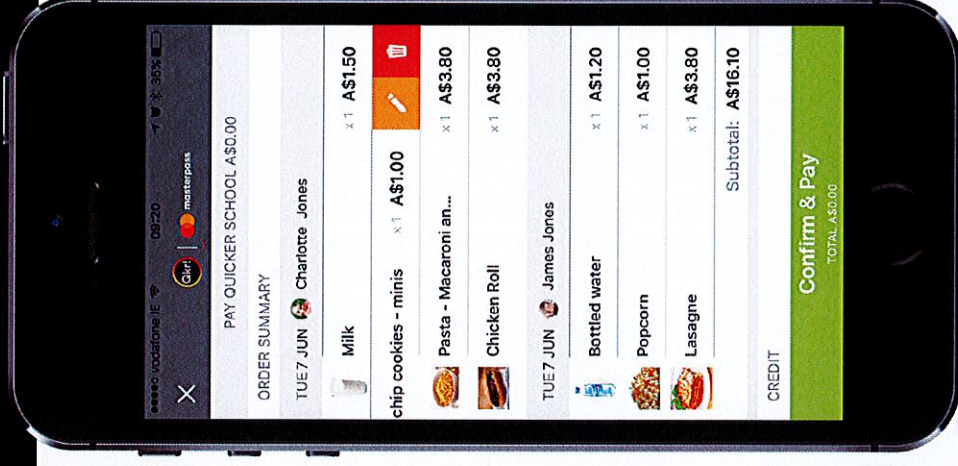 vodafone IE 09:20 35%
Qkr! masterpass
PAY QUICKER SCHOOL A$0.00
ORDER SUMMARY
TUE 7 JUN Charlotte Jones
Milk x 1 A$1.50
chip cookies - minis x 1 A$1.00
Pasta - Macaroni an... x 1 A$3.80
Chicken Roll x 1 A$3.80
TUE 7 JUN James Jones
Bottled water x 1 A$1.20
Popcorn x 1 A$1.00
Lasagne x 1 A$3.80
Subtotal: A$16.10
CREDIT
Confirm & Pay
TOTAL A$0.00